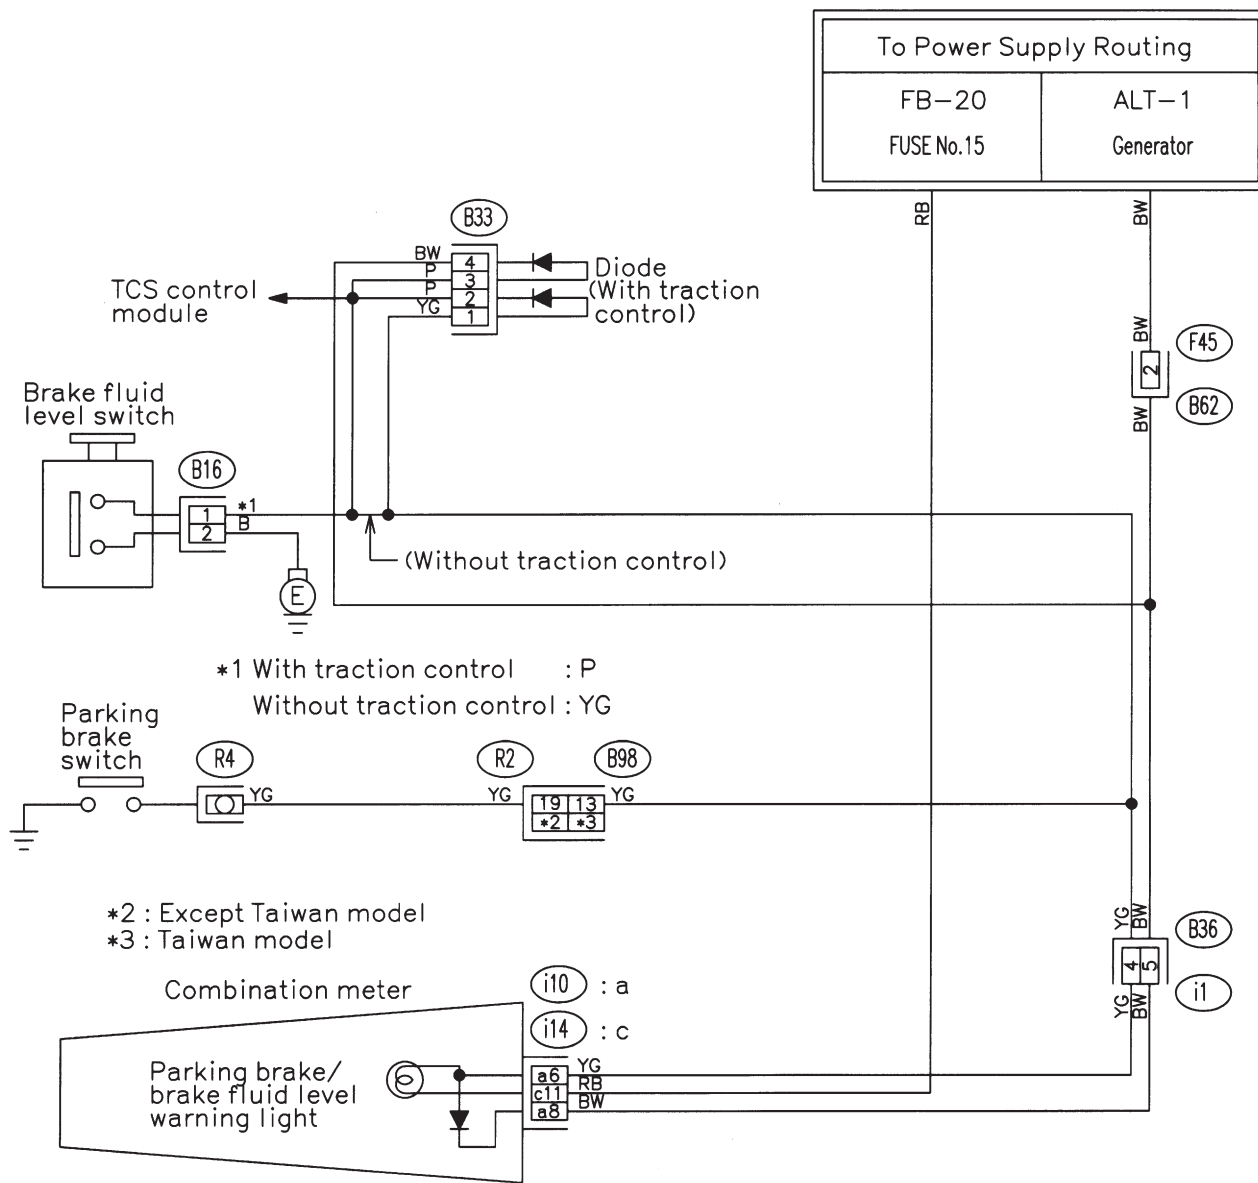 To Power Supply Routing
FB-20
ALT-1
FUSE No.15
Generator
RB
BW
B33
BW
4
P
3
P
2
YG
1
Diode
(With traction
control)
TCS control
module
BW
F45
2
B62
BW
Brake fluid
level switch
B16
1
*1
2
B
E
(Without traction control)
*1 With traction control : P
Without traction control : YG
Parking
brake
switch
R4
YG
R2
B98
YG
19
13
YG
*2
*3
*2 : Except Taiwan model
*3 : Taiwan model
YG
BW
B36
4
5
i1
YG
BW
Combination meter
i10 : a
i14 : c
Parking brake/
brake fluid level
warning light
a6
YG
c11
RB
a8
BW